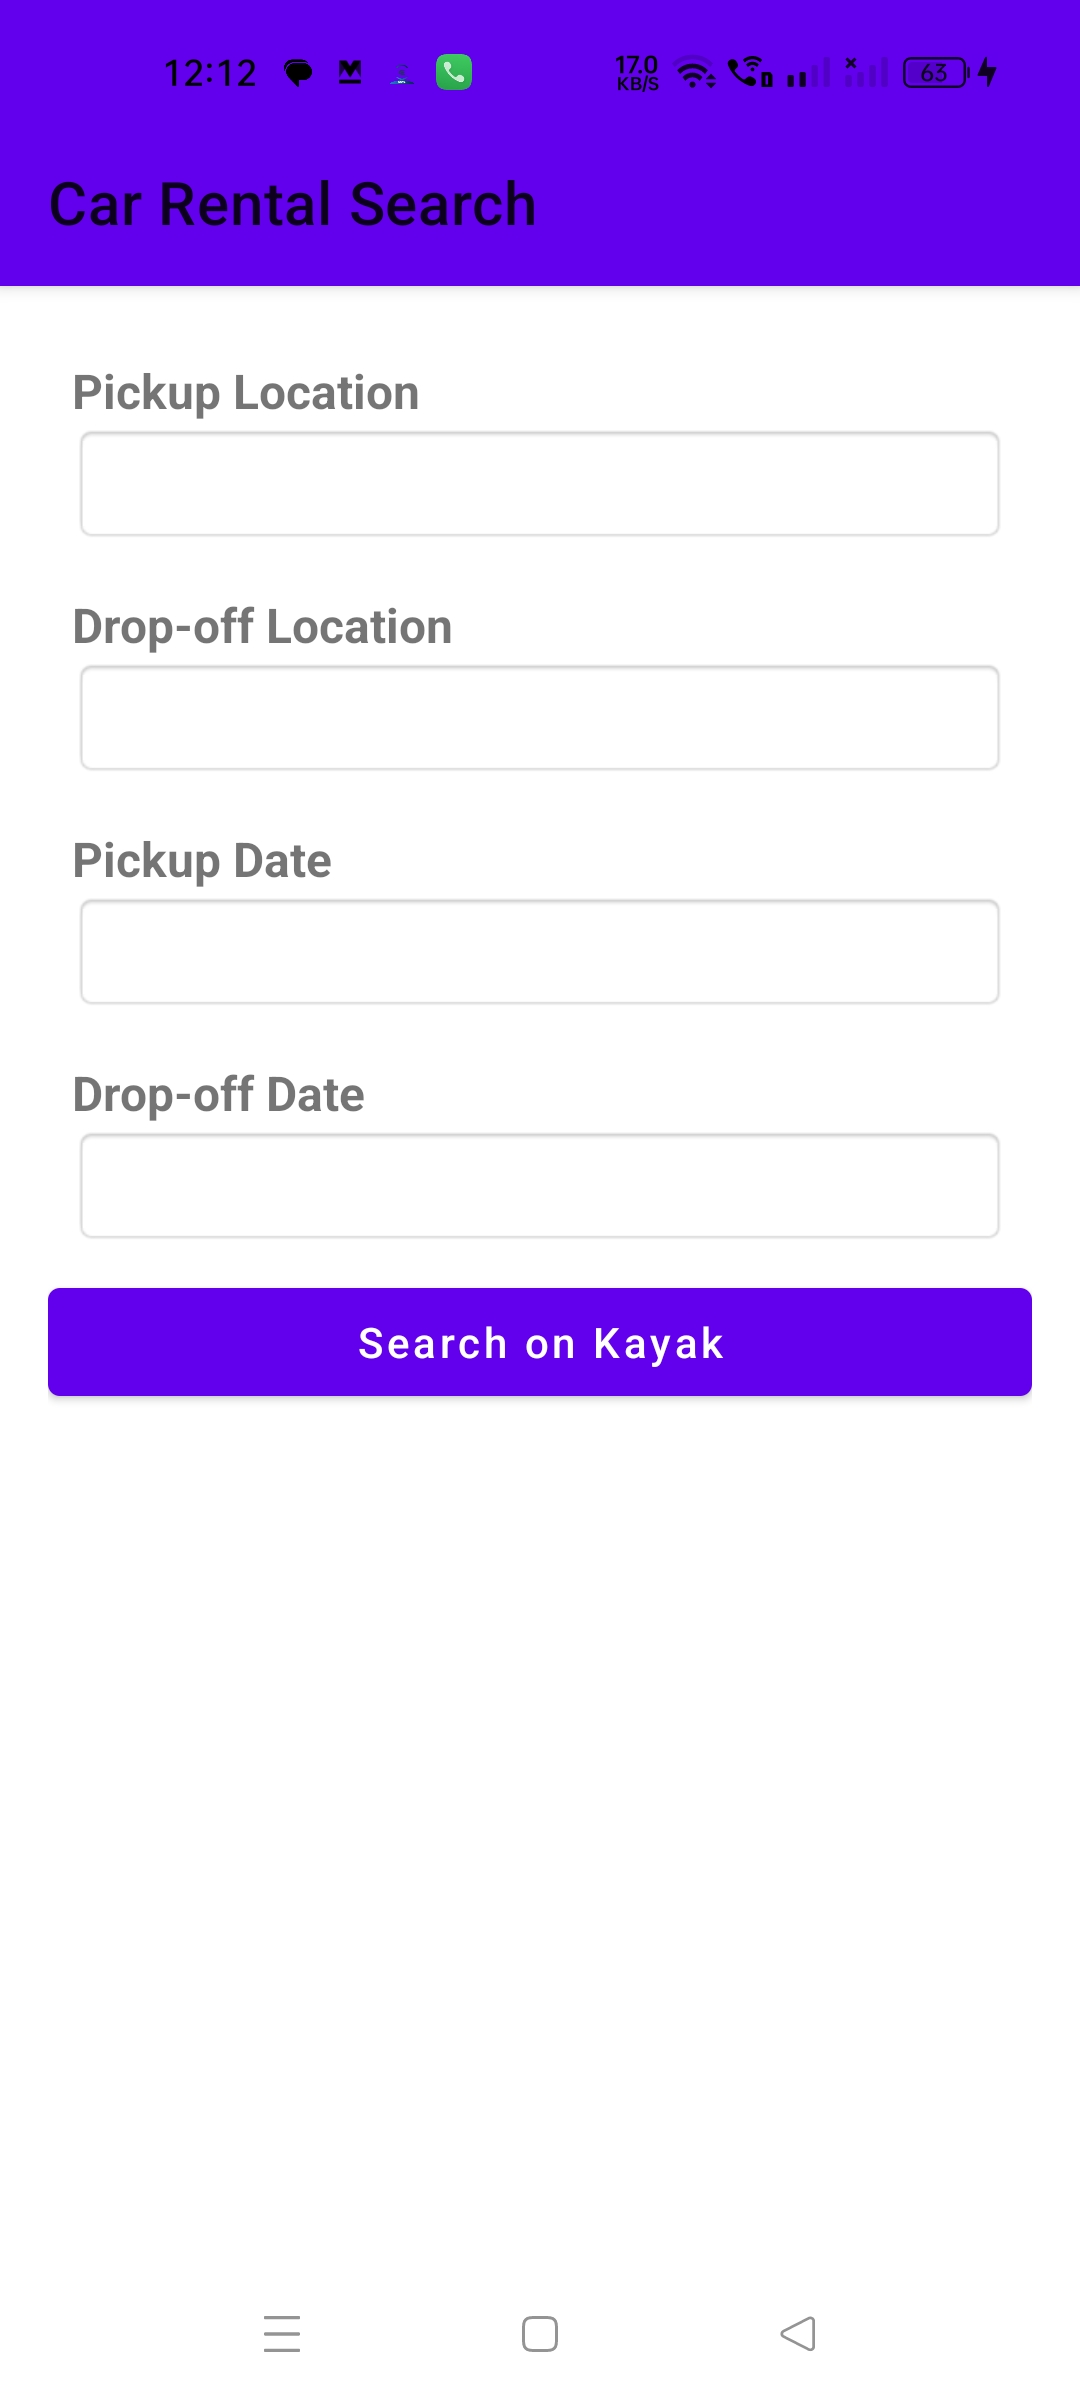 12:12 17.0 KB/S 63
Car Rental Search
Pickup Location
Drop-off Location
Pickup Date
Drop-off Date
Search on Kayak